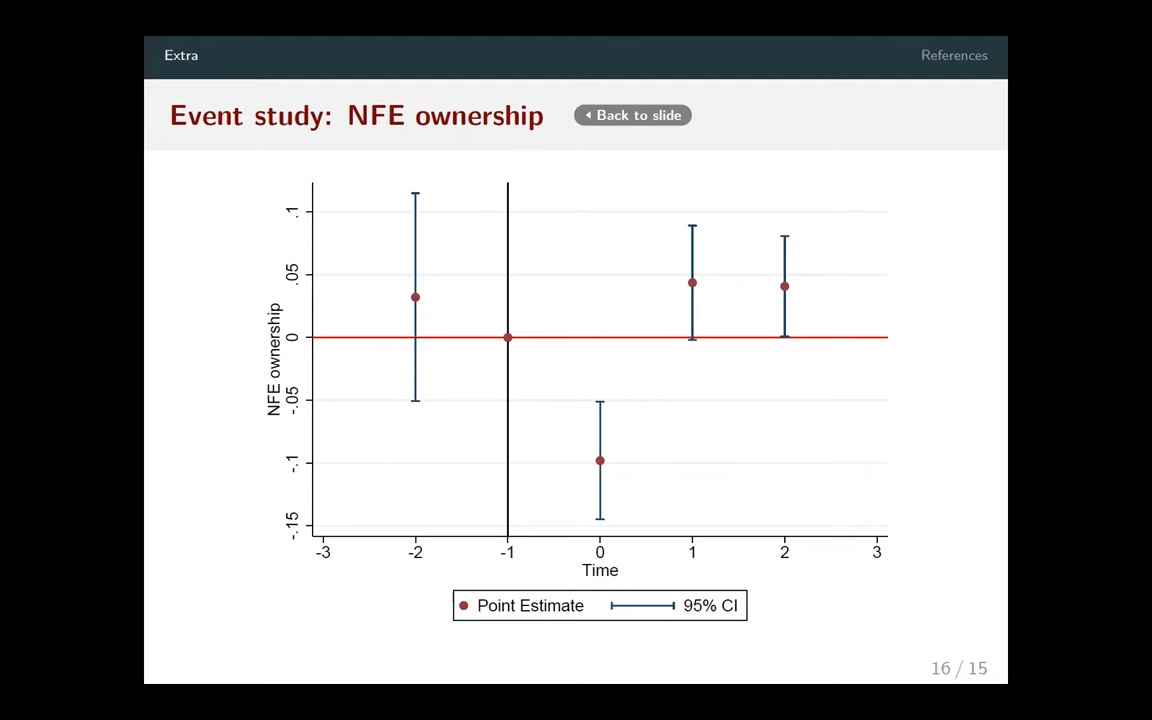 Extra
References
Event study: NFE ownership
Back to slide
NFE ownership
.1
.05
0
-.05
-.1
-.15
-3 -2 -1 0 1 2 3
Time
Point Estimate 95% CI
16 / 15